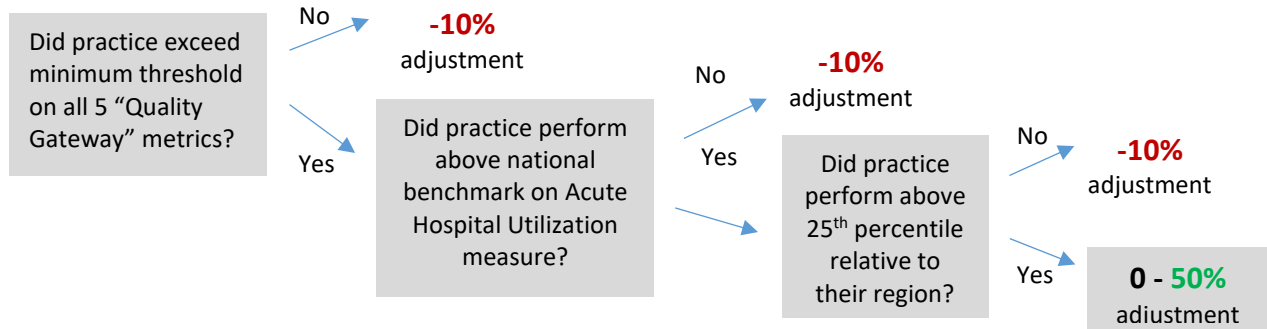 Did practice exceed
minimum threshold
on all 5 “Quality
Gateway” metrics?
No
Yes
-10%
adjustment
Did practice perform
above national
benchmark on Acute
Hospital Utilization
measure?
No
Yes
-10%
adjustment
Did practice
perform above
25th percentile
relative to
their region?
No
Yes
-10%
adjustment
0 - 50%
adjustment